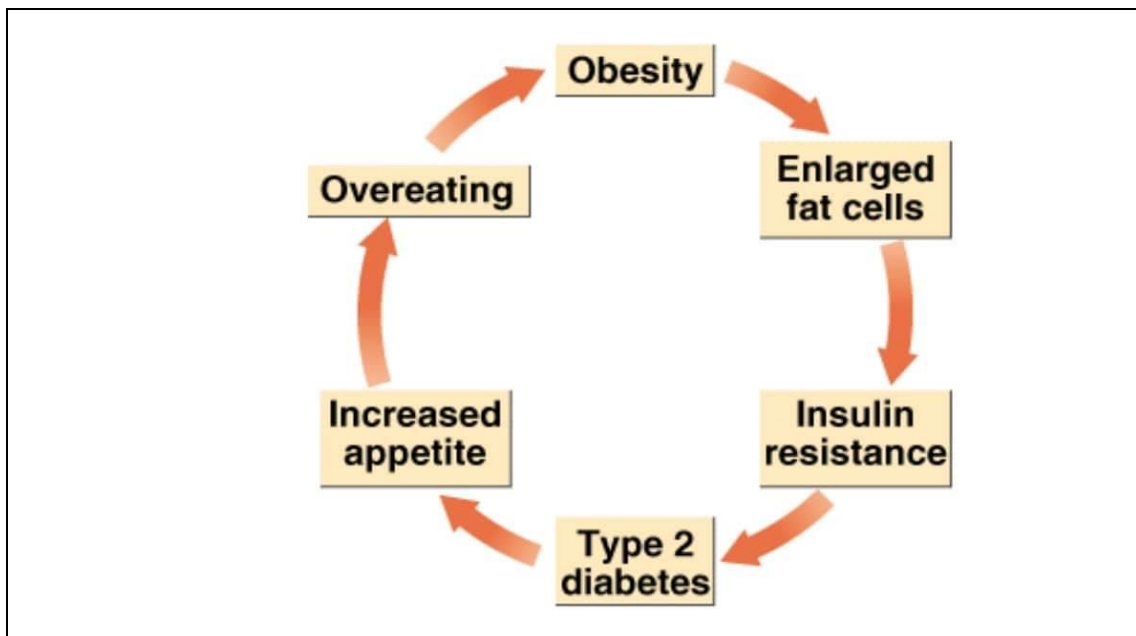 Obesity
Enlarged
fat cells
Insulin
resistance
Type 2
diabetes
Increased
appetite
Overeating